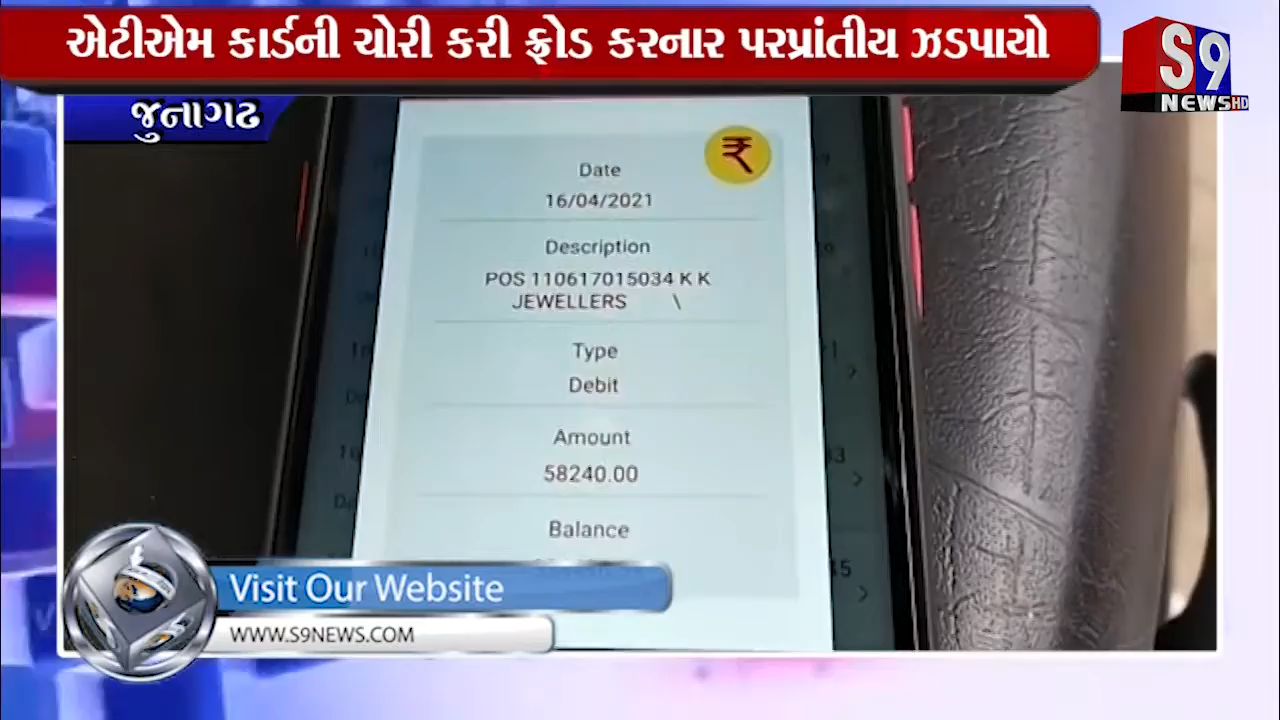 એટીએમ કાર્ડની ચોરી કરી ફ્રોડ કરનાર પરપ્રાંતીય ઝડપાયો
S9
NEWS HD
જુનાગઢ
₹
Date
16/04/2021
Description
POS 110617015034 K K
JEWELLERS \
Type
Debit
Amount
58240.00
Balance
Visit Our Website
WWW.S9NEWS.COM